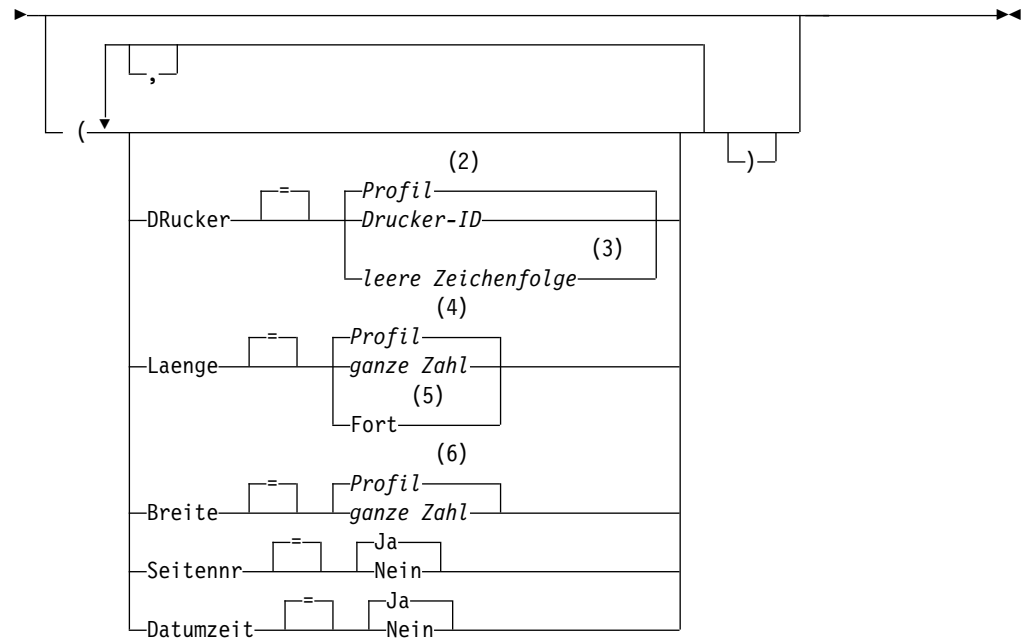 ,
(
)
(2)
=
Profil
DRucker
Drucker-ID
(3)
leere Zeichenfolge
(4)
=
Profil
Laenge
ganze Zahl
(5)
Fort
(6)
=
Profil
Breite
ganze Zahl
=
Ja
Seitennr
Nein
=
Ja
Datumzeit
Nein